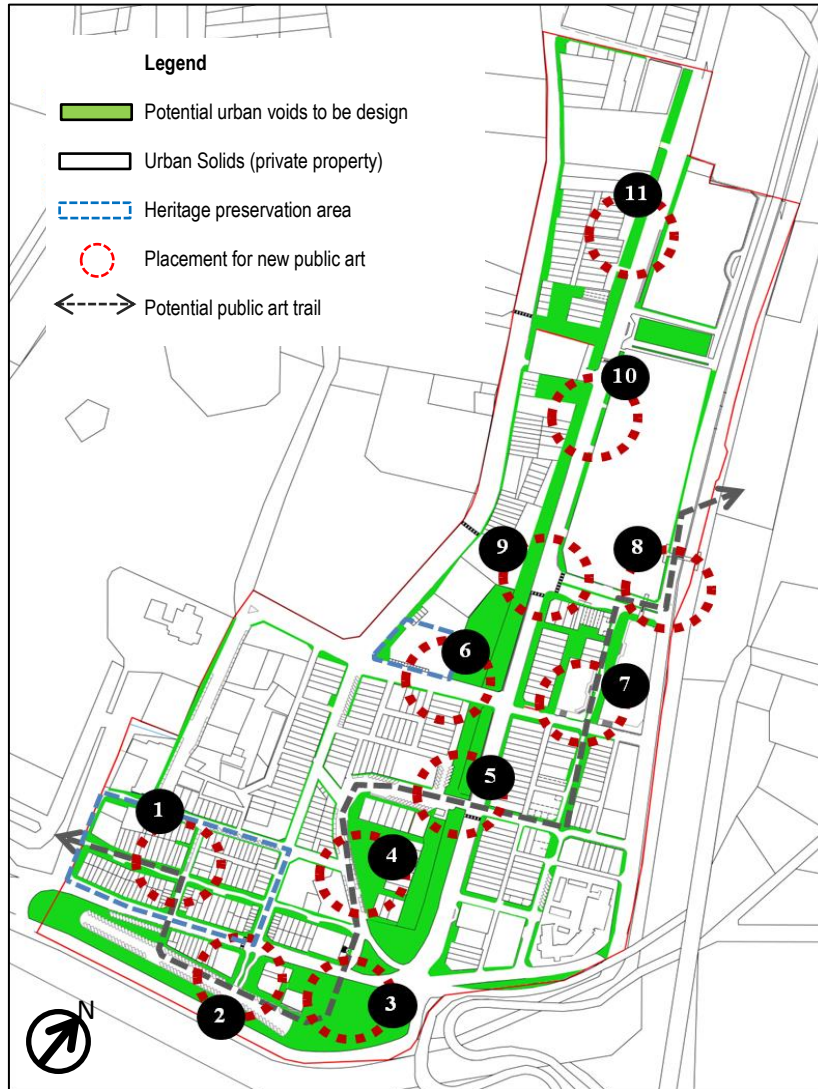 Legend
Potential urban voids to be design
Urban Solids (private property)
Heritage preservation area
Placement for new public art
Potential public art trail
11
10
9
8
6
7
5
1
4
2
3
N